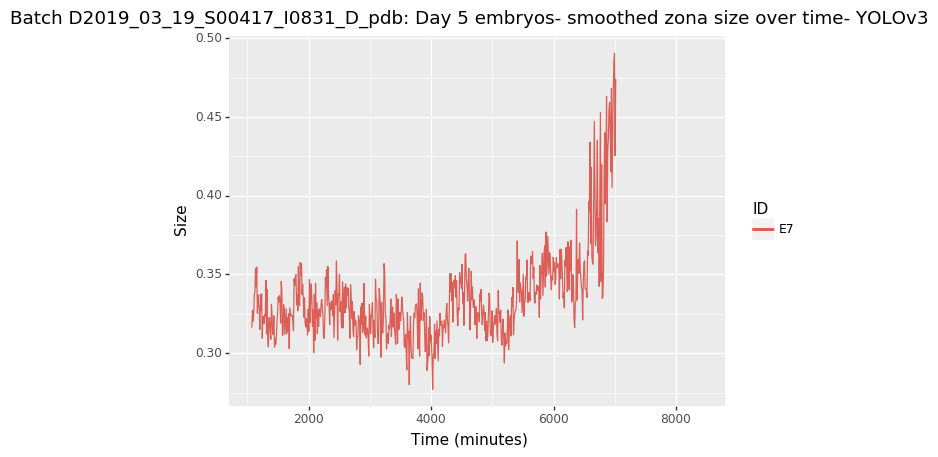 Batch D2019_03_19_S00417_I0831_D_pdb: Day 5 embryos- smoothed zona size over time- YOLOv3
0.50
0.45
0.40
0.35
0.30
Size
2000 4000 6000 8000
Time (minutes)
ID
E7